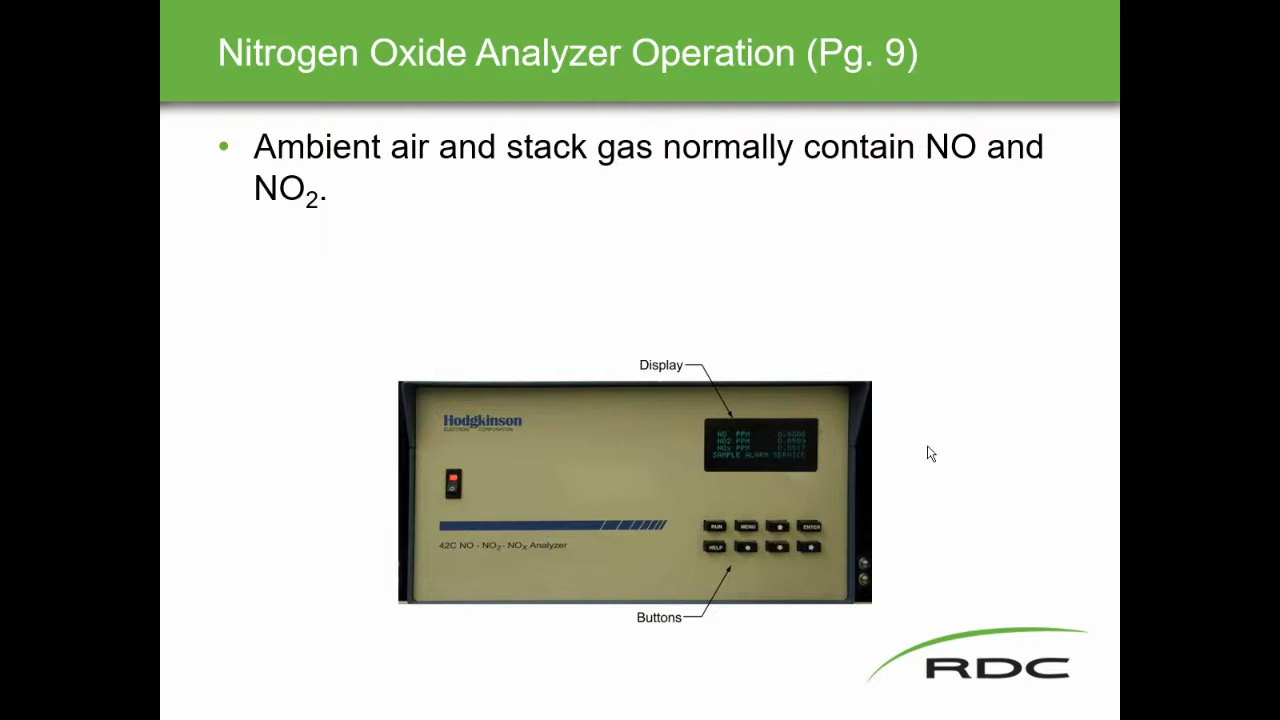 Nitrogen Oxide Analyzer Operation (Pg. 9)
• Ambient air and stack gas normally contain NO and
NO₂.
Display
Hodgkinson
CORPORATION
NO PPM
NO2 PPM
NOx PPM
SAMPLE ALARM SERVICE
RUN MENU ENTER
HELP
42C NO - NO₂- NOₓ Analyzer
Buttons
RDC